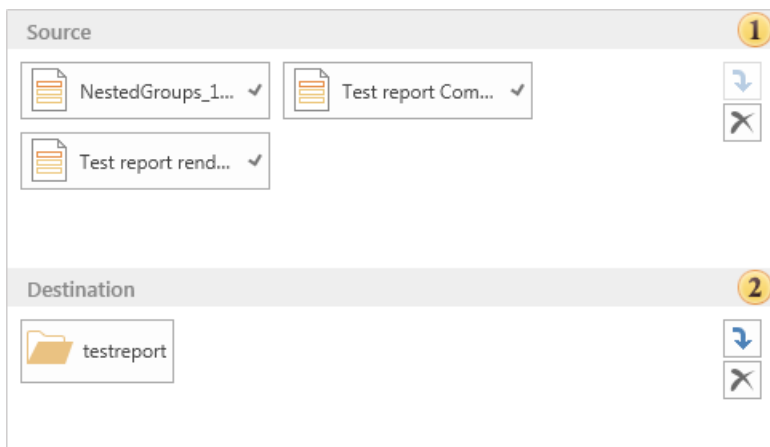 Source
1
NestedGroups_1...
Test report Com...
Test report rend...
Destination
2
testreport